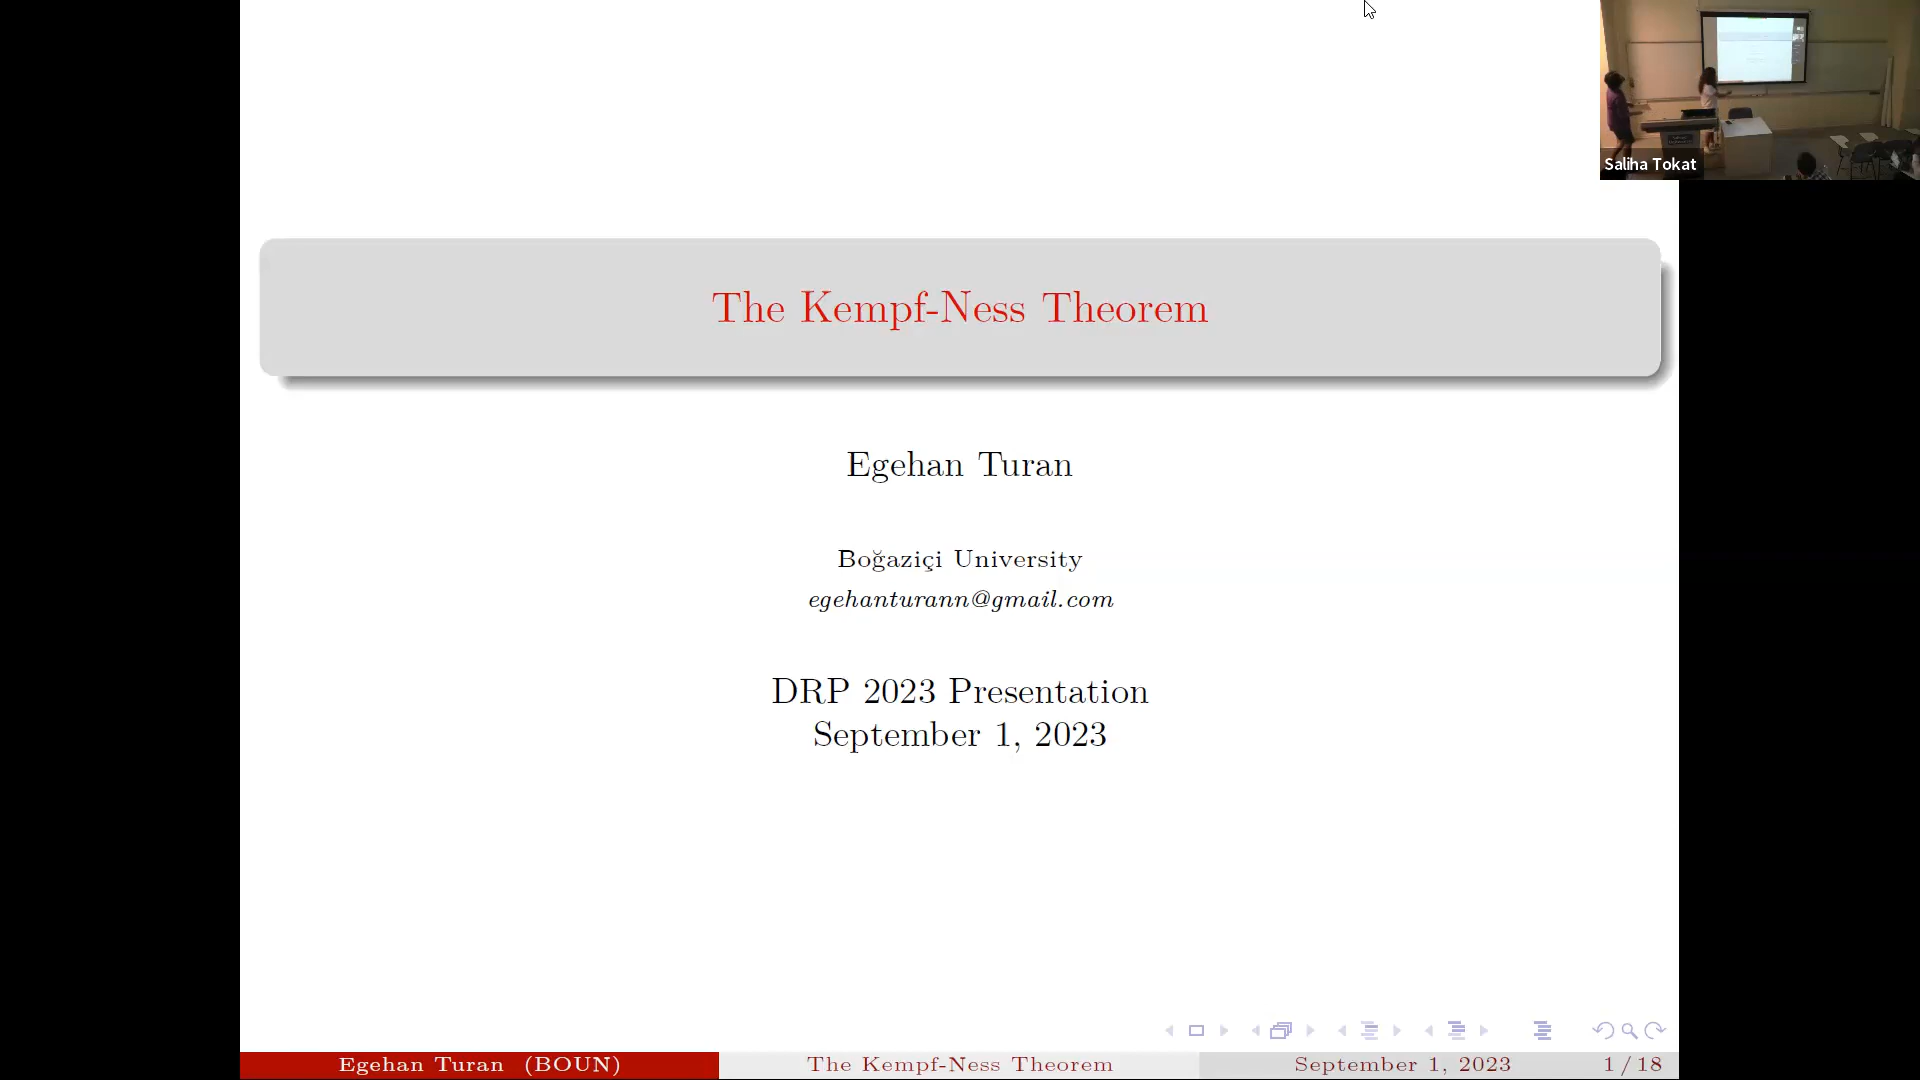 Saliha Tokat
The Kempf-Ness Theorem
Egehan Turan
Boğaziçi University
egehanturann@gmail.com
DRP 2023 Presentation
September 1, 2023
Egehan Turan (BOUN)
The Kempf-Ness Theorem
September 1, 2023
1 / 18